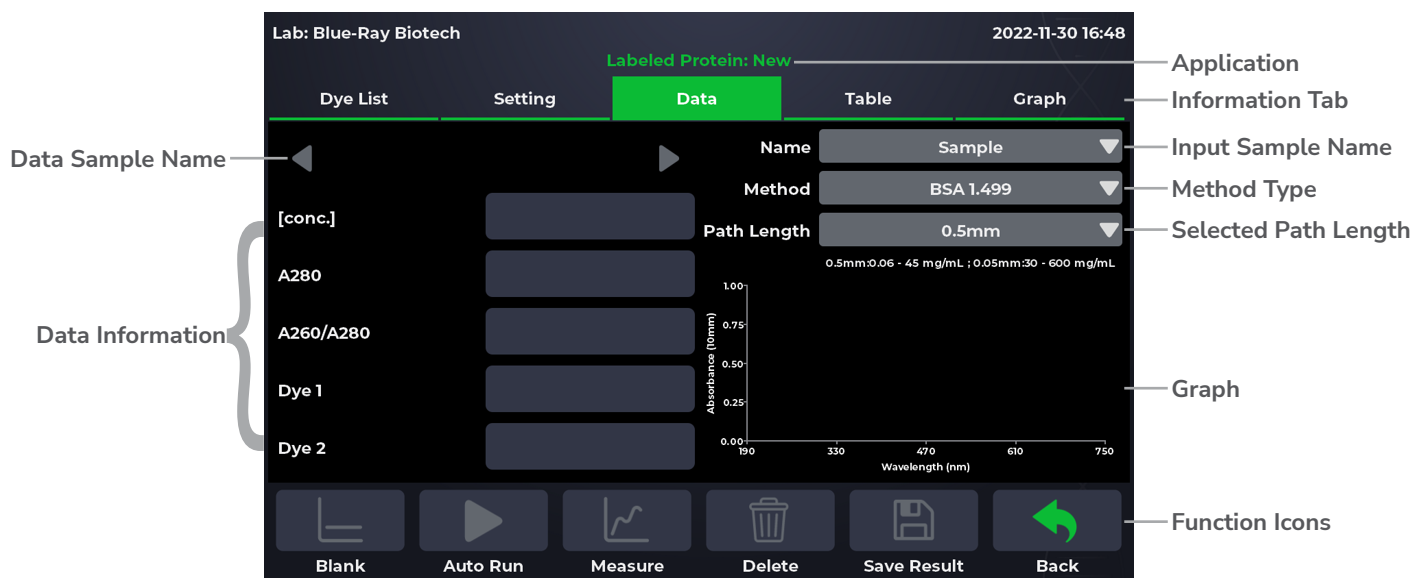 Lab: Blue-Ray Biotech
2022-11-30 16:48
Labeled Protein: New
Application
Dye List
Setting
Data
Table
Graph
Information Tab
Data Sample Name
Name
Sample
Input Sample Name
Method
BSA 1.499
Method Type
[conc.]
Path Length
0.5mm
Selected Path Length
0.5mm:0.06 - 45 mg/mL ; 0.05mm:30 - 600 mg/mL
A280
A260/A280
Dye 1
Dye 2
Data Information
1.00
0.75
0.50
0.25
0.00
Absorbance (10mm)
190
330
470
610
750
Wavelength (nm)
Graph
Function Icons
Blank
Auto Run
Measure
Delete
Save Result
Back